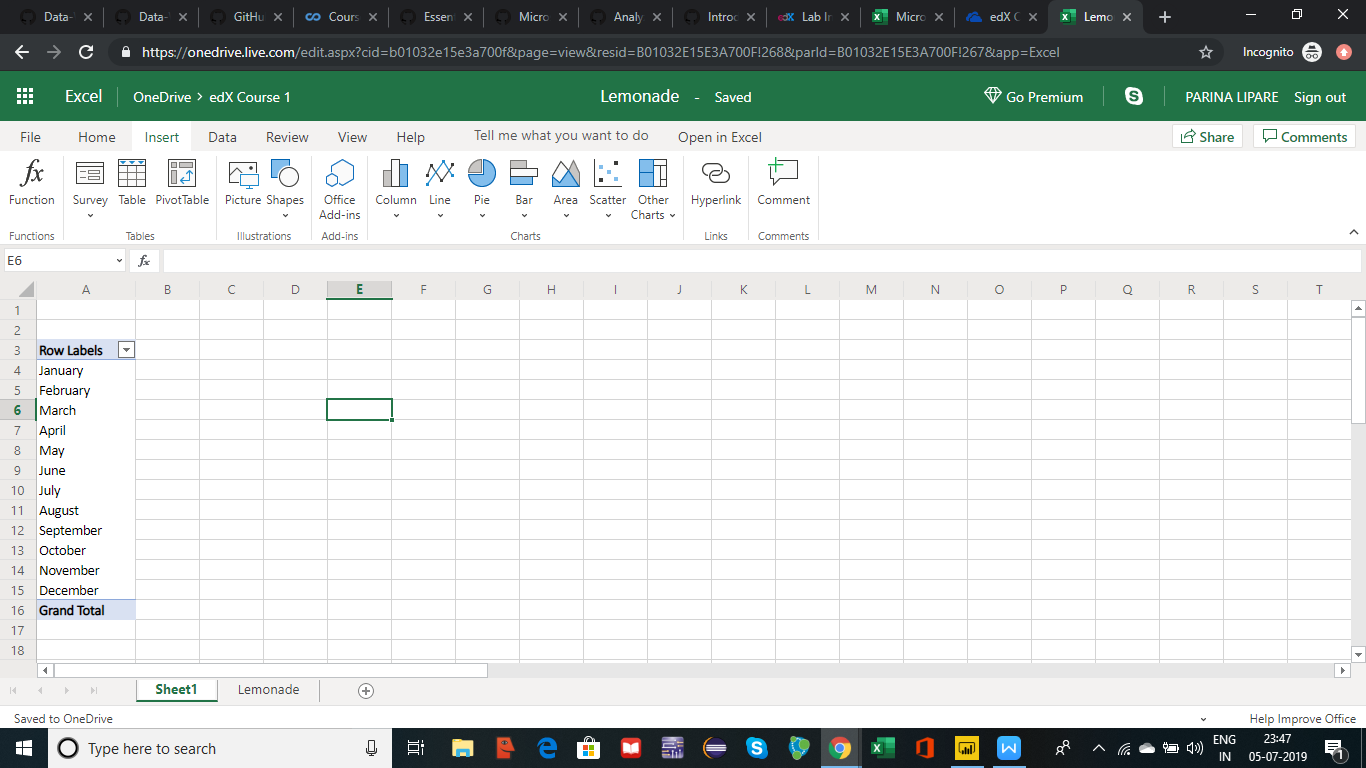 Data- Data- GitHu Cours Essen Micro Analy Introc Lab In Micro edX C Lemo
https://onedrive.live.com/edit.aspx?cid=b01032e15e3a700f&page=view&resid=B01032E15E3A700F!268&parId=B01032E15E3A700F!267&app=Excel Incognito
Excel OneDrive > edX Course 1 Lemonade - Saved Go Premium PARINA LIPARE Sign out
File Home Insert Data Review View Help Tell me what you want to do Open in Excel Share Comments
Function Survey Table PivotTable Picture Shapes Office Add-ins Column Line Pie Bar Area Scatter Other Charts Hyperlink Comment
Functions Tables Illustrations Add-ins Charts Links Comments
E6 fx
A B C D E F G H I J K L M N O P Q R S T
1
2
3 Row Labels
4 January
5 February
6 March
7 April
8 May
9 June
10 July
11 August
12 September
13 October
14 November
15 December
16 Grand Total
17
18
Sheet1 Lemonade
Saved to OneDrive Help Improve Office
Type here to search ENG 23:47
IN 05-07-2019 1